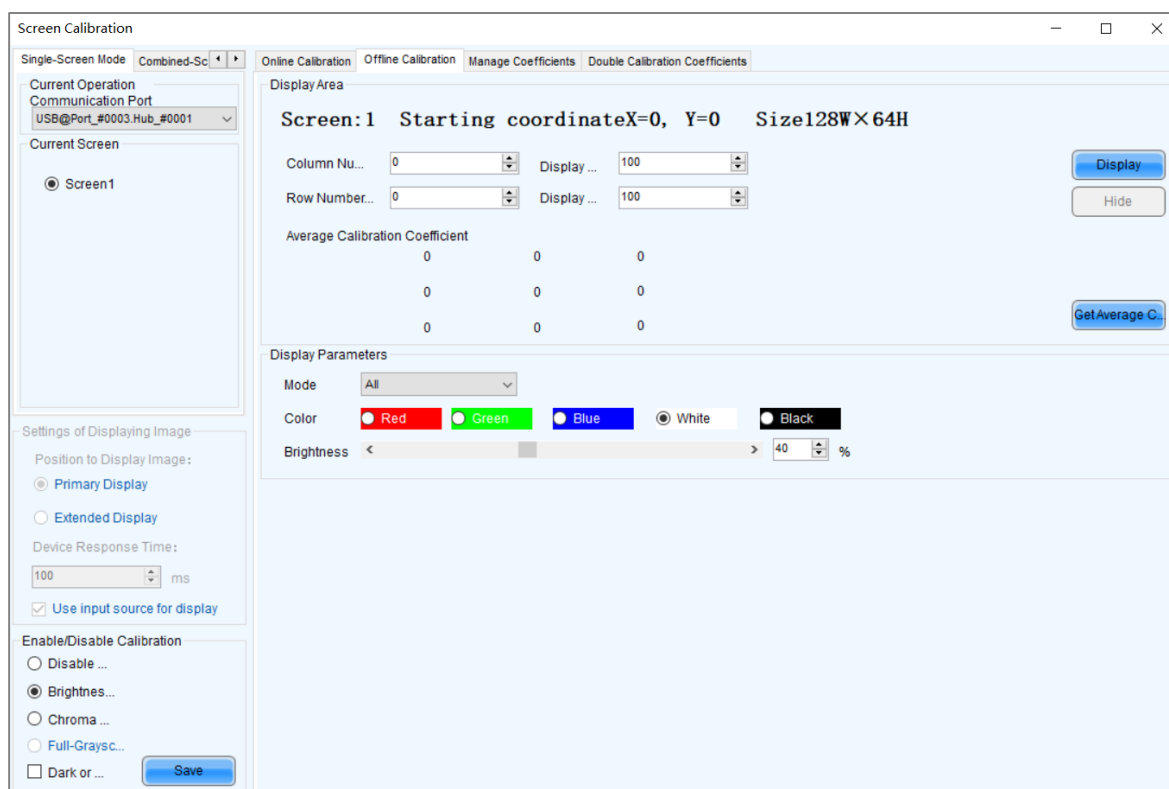 Screen Calibration
Single-Screen Mode Combined-Sc
Current Operation
Communication Port
USB@Port_#0003.Hub_#0001
Current Screen
Screen1
Settings of Displaying Image
Position to Display Image:
Primary Display
Extended Display
Device Response Time:
100 ms
Use input source for display
Enable/Disable Calibration
Disable ...
Brightnes...
Chroma ...
Full-Graysc...
Dark or ... Save
Online Calibration Offline Calibration Manage Coefficients Double Calibration Coefficients
Display Area
Screen:1 Starting coordinateX=0, Y=0 Size128W×64H
Column Nu... 0 Display ... 100 Display
Row Number... 0 Display ... 100 Hide
Average Calibration Coefficient
0 0 0
0 0 0
0 0 0
Get Average C...
Display Parameters
Mode All
Color Red Green Blue White Black
Brightness < > 40 %